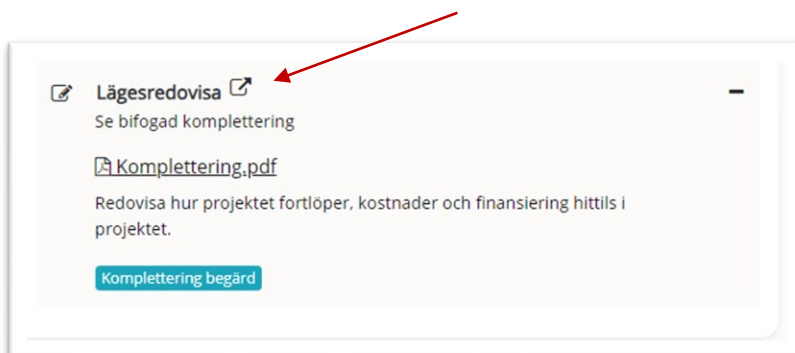 Lägesredovisa
Se bifogad komplettering
Komplettering.pdf
Redovisa hur projektet fortlöper, kostnader och finansiering hittils i
projektet.
Komplettering begärd